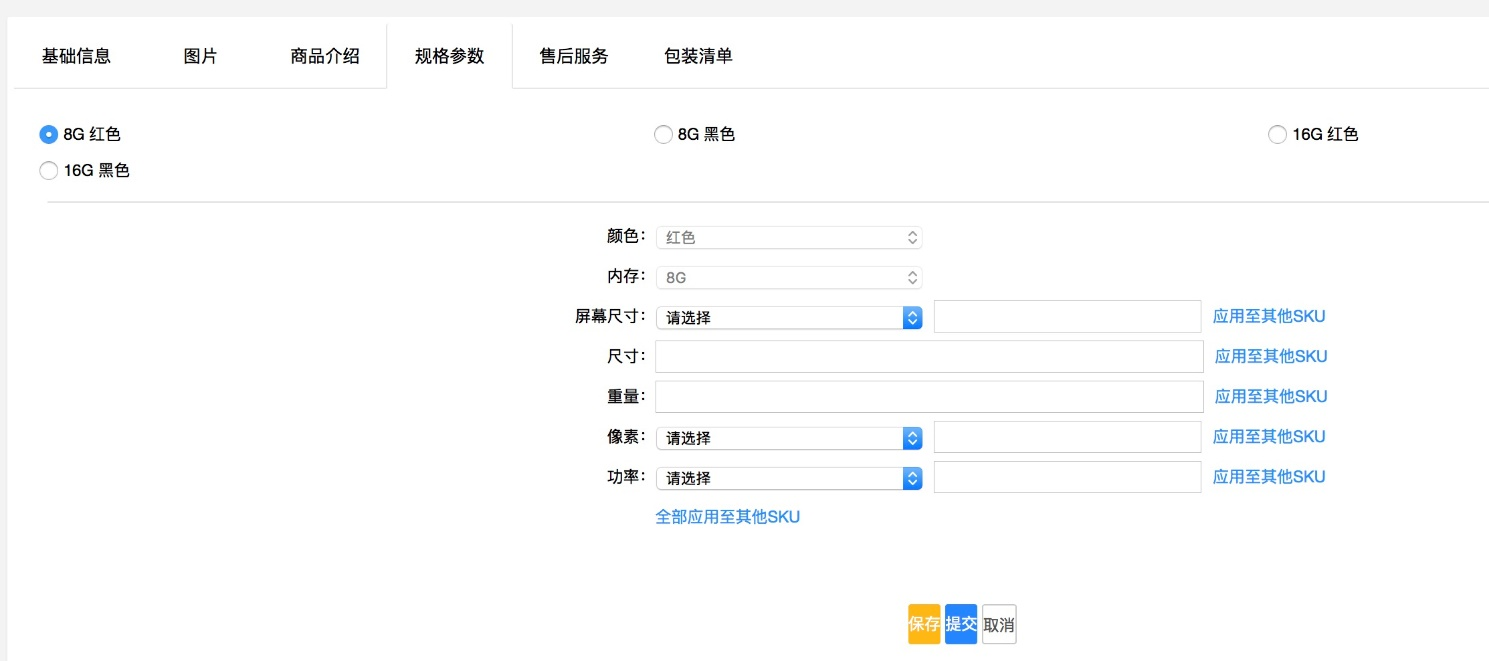 基础信息 图片 商品介绍 规格参数 售后服务 包装清单
8G 红色 8G 黑色 16G 红色
16G 黑色
颜色： 红色
内存： 8G
屏幕尺寸： 请选择 应用至其他SKU
尺寸： 应用至其他SKU
重量： 应用至其他SKU
像素： 请选择 应用至其他SKU
功率： 请选择 应用至其他SKU
全部应用至其他SKU
保存 提交 取消